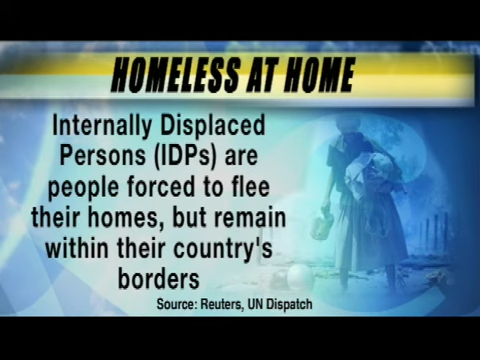 HOMELESS AT HOME
Internally Displaced
Persons (IDPs) are
people forced to flee
their homes, but remain
within their country's
borders
Source: Reuters, UN Dispatch